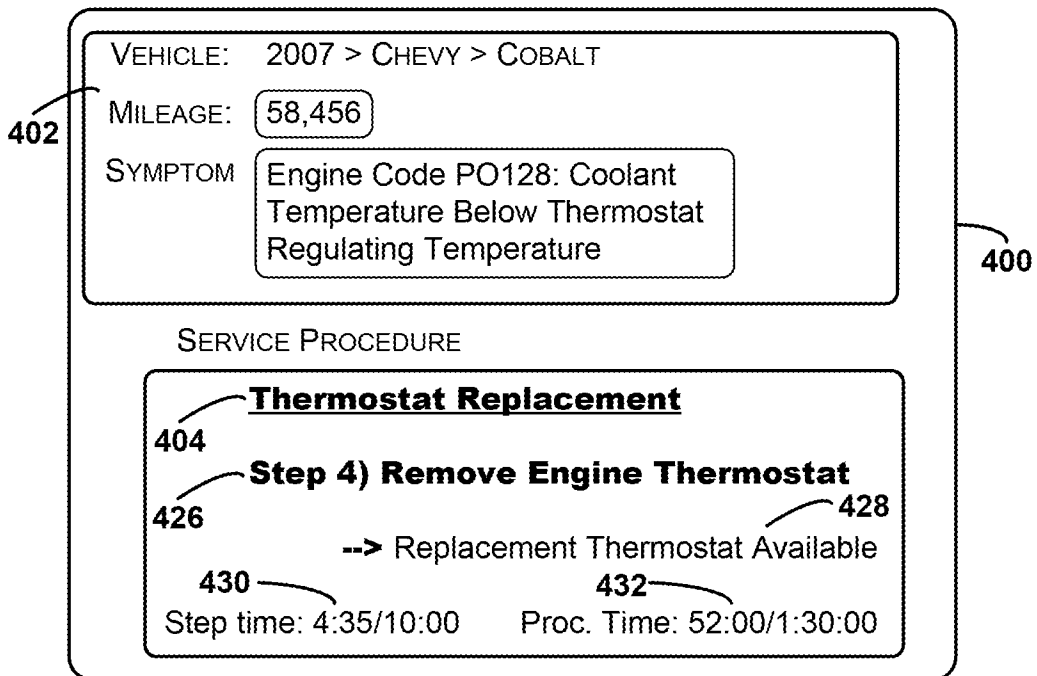 VEHICLE: 2007 > CHEVY > COBALT
MILEAGE: 58,456
402
SYMPTOM Engine Code PO128: Coolant
Temperature Below Thermostat
Regulating Temperature
400
SERVICE PROCEDURE
Thermostat Replacement
404
Step 4) Remove Engine Thermostat
426
428
--> Replacement Thermostat Available
430 432
Step time: 4:35/10:00 Proc. Time: 52:00/1:30:00